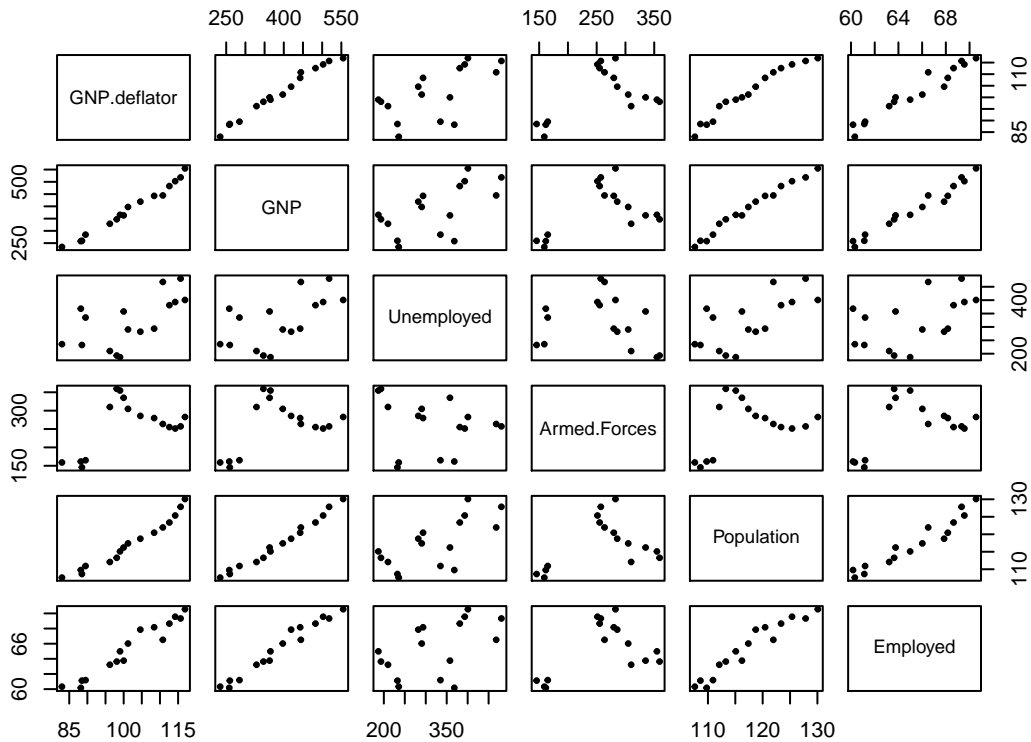 250 400 550 150 250 350 60 64 68
GNP.deflator
85 110
250 500
GNP
Unemployed
200 400
150 300
Armed.Forces
Population
110 130
60 66
Employed
85 100 115 200 350 110 120 130